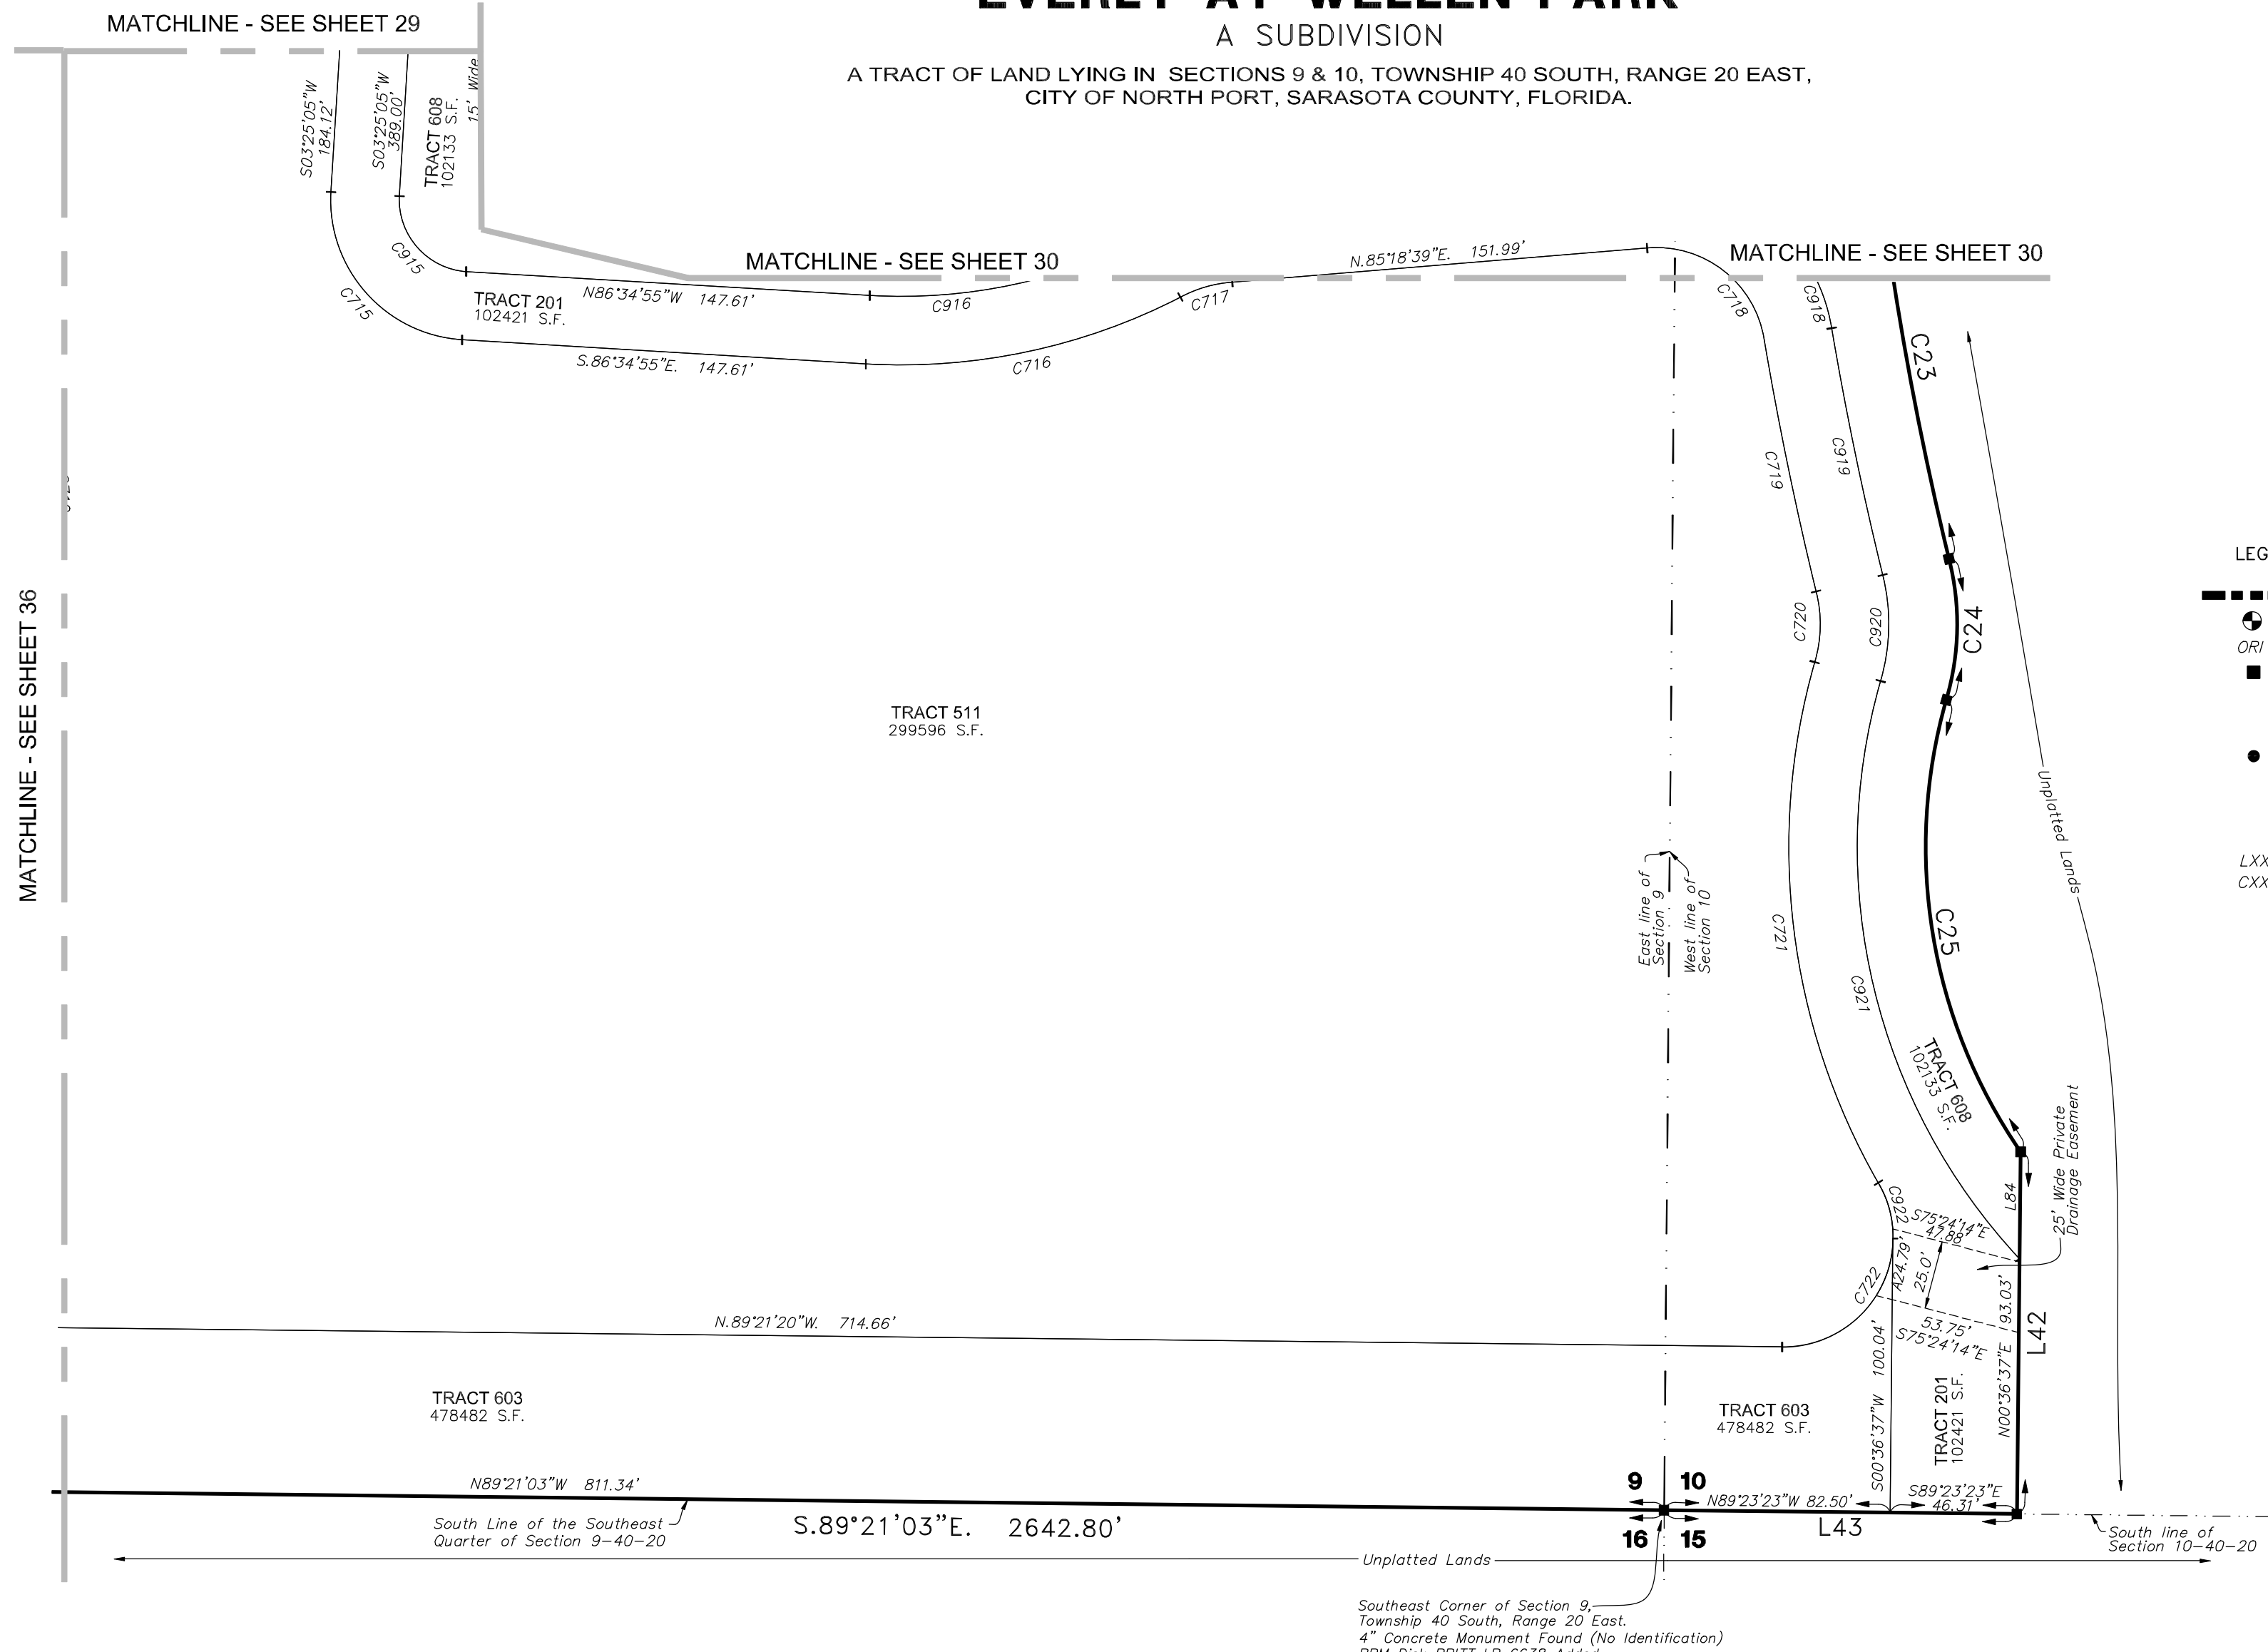 EVERLY AT WELLEN PARK
A SUBDIVISION
A TRACT OF LAND LYING IN SECTIONS 9 & 10, TOWNSHIP 40 SOUTH, RANGE 20 EAST,
CITY OF NORTH PORT, SARASOTA COUNTY, FLORIDA.
MATCHLINE - SEE SHEET 29
S03°25'05"W
184.12'
S03°25'05"W
389.00'
TRACT 608
102133 S.F.
15' Wide
C915
C715
MATCHLINE - SEE SHEET 30
N86°34'55"W 147.61'
TRACT 201
102421 S.F.
C916
C717
N.85°18'39"E. 151.99'
S.86°34'55"E. 147.61'
C716
MATCHLINE - SEE SHEET 30
C718
C918
C23
C719
C919
C720
C920
C24
MATCHLINE - SEE SHEET 36
TRACT 511
299596 S.F.
East line of
Section 9
West line of
Section 10
C721
C921
C25
Unplatted Lands
LEG
ORI
LXX
CXX
TRACT 608
102133 S.F.
25' Wide Private
Drainage Easement
L84
C922
S75°24'14"E
47.88'
A24.79'
25.0'
C722
53.75'
S75°24'14"E
N00°36'37"E 93.03'
L42
S00°36'37"W 100.04'
TRACT 201
102421 S.F.
N.89°21'20"W. 714.66'
TRACT 603
478482 S.F.
TRACT 603
478482 S.F.
N89°21'03"W 811.34'
South Line of the Southeast
Quarter of Section 9-40-20
S.89°21'03"E. 2642.80'
9 10
16 15
N89°23'23"W 82.50'
S89°23'23"E
46.31'
L43
South line of
Section 10-40-20
Unplatted Lands
Southeast Corner of Section 9,
Township 40 South, Range 20 East.
4" Concrete Monument Found (No Identification)